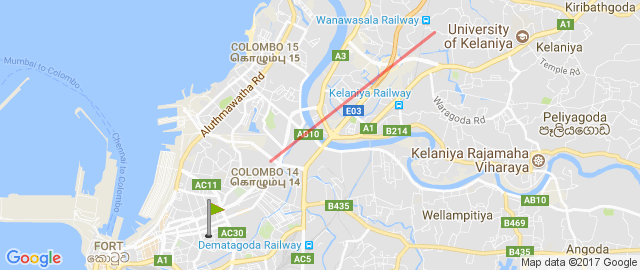 Wanawasala Railway
Kiribathgoda
University
of Kelaniya
COLOMBO 15
கொழும்பு 15
A3
Kelaniya
Mumbai to Colombo
Temple Rd
Aluthmawatha Rd
Kelaniya Railway
E03
Waragoda Rd
Peliyagoda
පෑලියගොඩ
AB10
A1
B214
Chennai to Colombo
Kelaniya Rajamaha
Viharaya
COLOMBO 14
கொழும்பு 14
AC11
AB10
B435
Wellampitiya
B469
AC30
FORT
කොටුව
A1
Dematagoda Railway
AC5
B435
Angoda
Google
Map data ©2017 Google